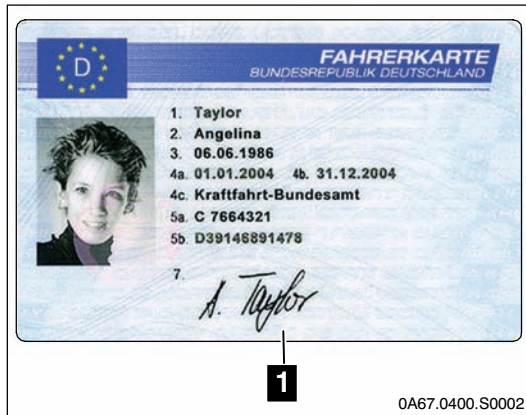 D
FAHRERKARTE
BUNDESREPUBLIK DEUTSCHLAND
1. Taylor
2. Angelina
3. 06.06.1986
4a. 01.01.2004 4b. 31.12.2004
4c. Kraftfahrt-Bundesamt
5a. C 7664321
5b. D39146891478
7.
A. Taylor
1
0A67.0400.S0002